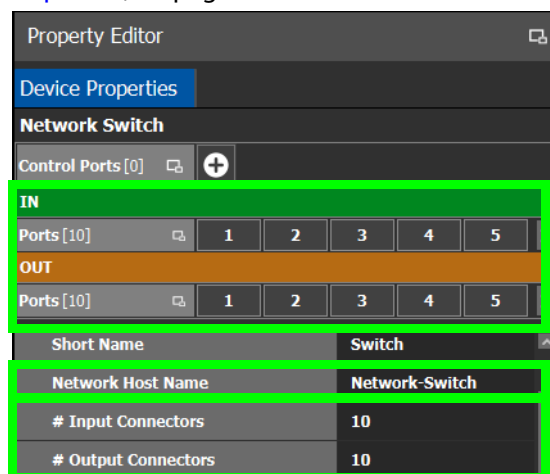 Property Editor
Device Properties
Network Switch
Control Ports [0]
IN
Ports [10] 1 2 3 4 5
OUT
Ports [10] 1 2 3 4 5
Short Name Switch
Network Host Name Network-Switch
# Input Connectors 10
# Output Connectors 10